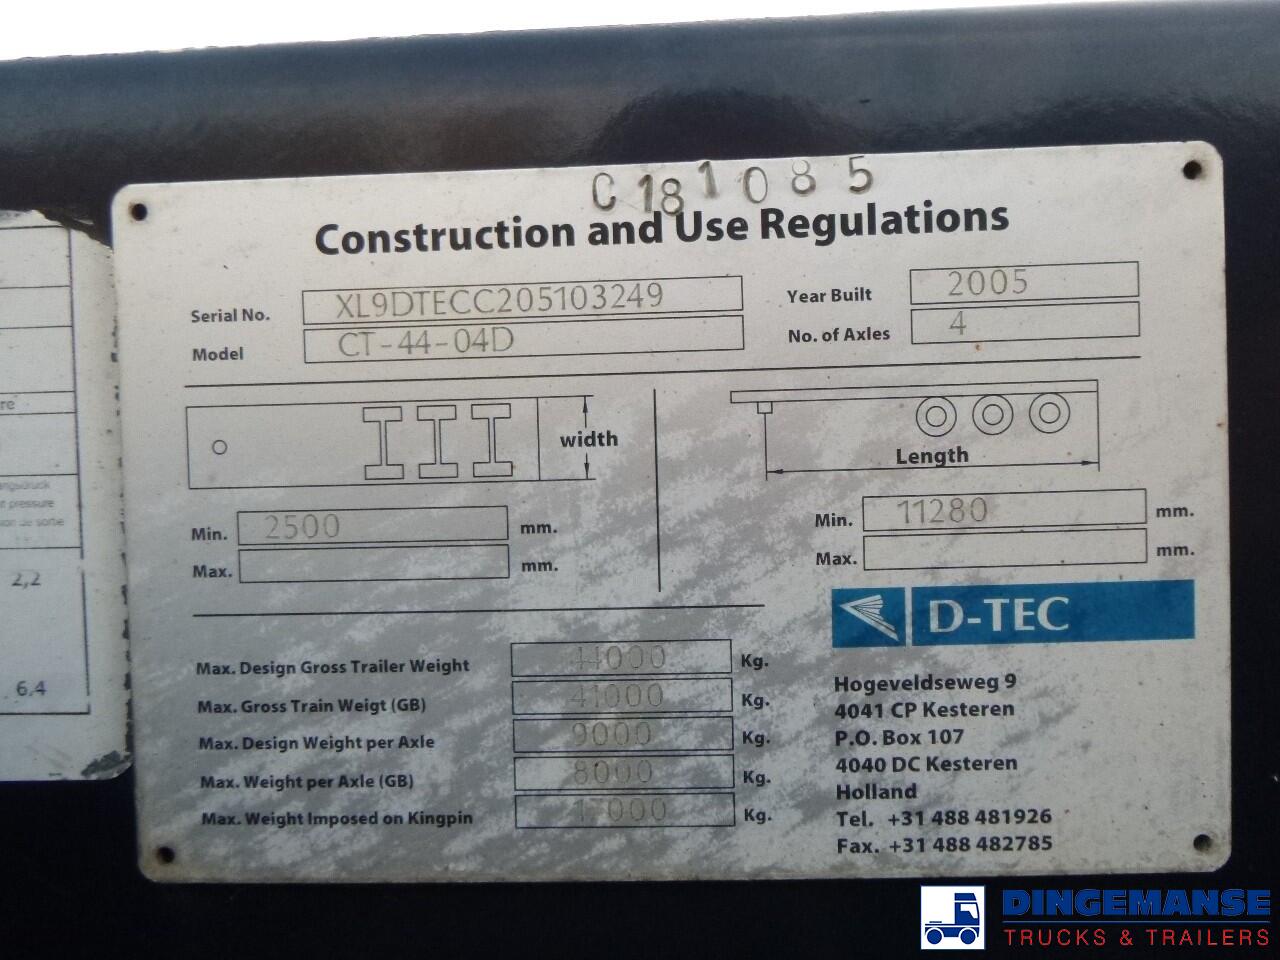 C181085
Construction and Use Regulations
Serial No. XL9DTECC205103249
Model CT-44-04D
Year Built 2005
No. of Axles 4
width
Length
Min. 2500 mm.
Max. mm.
Min. 11280 mm.
Max. mm.
D-TEC
Max. Design Gross Trailer Weight 44000 Kg.
Max. Gross Train Weigt (GB) 41000 Kg.
Max. Design Weight per Axle 9000 Kg.
Max. Weight per Axle (GB) 8000 Kg.
Max. Weight Imposed on Kingpin 17000 Kg.
Hogeveldseweg 9
4041 CP Kesteren
P.O. Box 107
4040 DC Kesteren
Holland
Tel. +31 488 481926
Fax. +31 488 482785
pressure
de sortie
2,2
6,4
DINGEMANSE
TRUCKS & TRAILERS